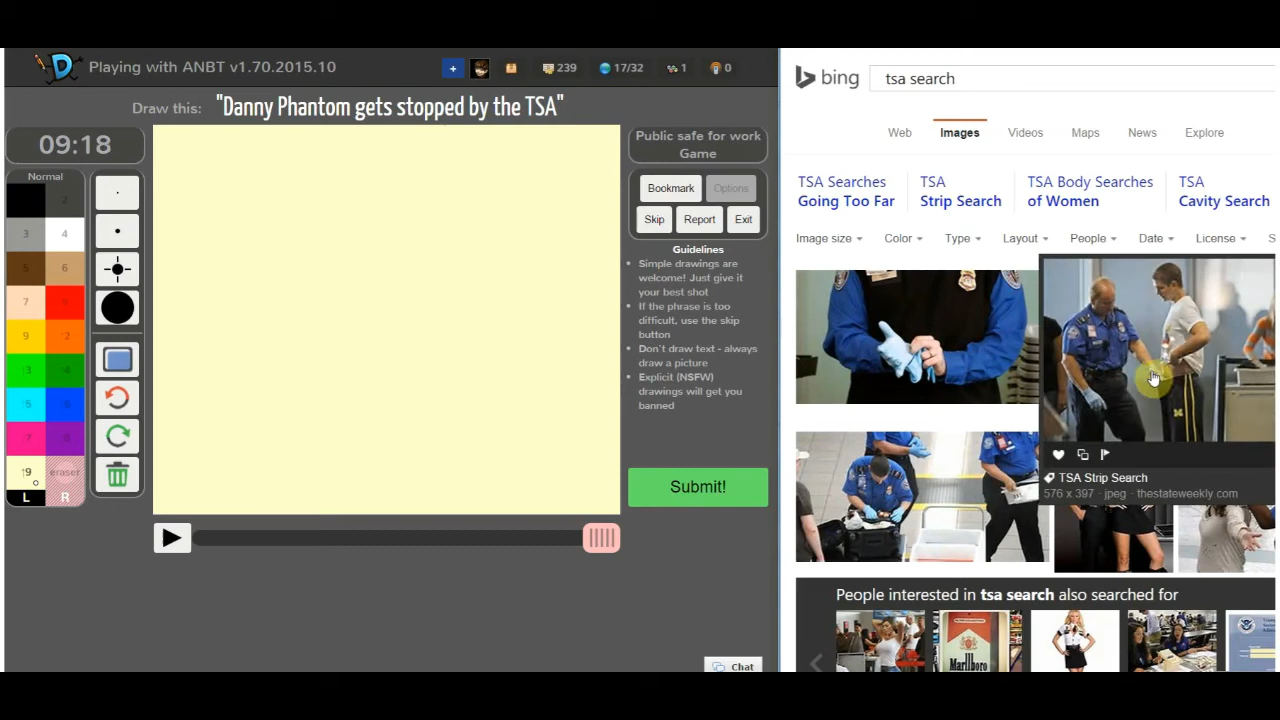 Playing with ANBT v1.70.2015.10
+
239
17/32
1
0
Draw this: "Danny Phantom gets stopped by the TSA"
09:18
Normal
2
3
4
5
6
7
9
eraser
L
R
Public safe for work
Game
Bookmark
Options
Skip
Report
Exit
Guidelines
Simple drawings are
welcome! Just give it
your best shot
If the phrase is too
difficult, use the skip
button
Don't draw text - always
draw a picture
Explicit (NSFW)
drawings will get you
banned
Submit!
Chat
bing
tsa search
Web
Images
Videos
Maps
News
Explore
TSA Searches
Going Too Far
TSA
Strip Search
TSA Body Searches
of Women
TSA
Cavity Search
Image size
Color
Type
Layout
People
Date
License
S
TSA Strip Search
576 x 397 · jpeg · thestateweekly.com
People interested in tsa search also searched for
Marlboro